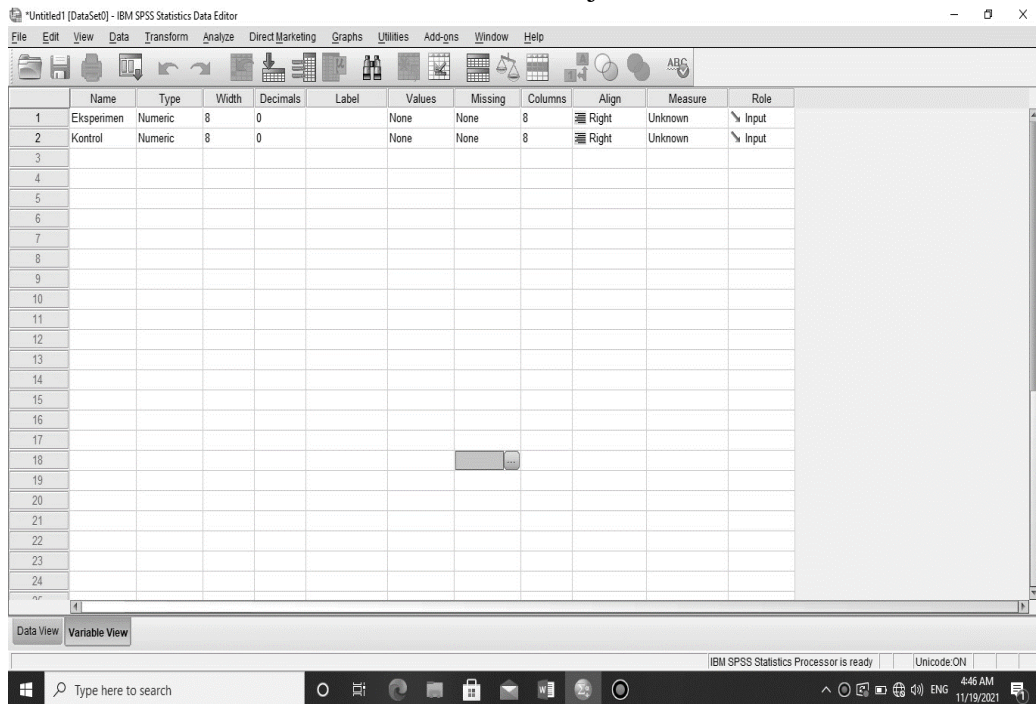 *Untitled1 [DataSet0] - IBM SPSS Statistics Data Editor
File Edit View Data Transform Analyze Direct Marketing Graphs Utilities Add-ons Window Help
Name Type Width Decimals Label Values Missing Columns Align Measure Role
1 Eksperimen Numeric 8 0 None None 8 Right Unknown Input
2 Kontrol Numeric 8 0 None None 8 Right Unknown Input
3
4
5
6
7
8
9
10
11
12
13
14
15
16
17
18 ...
19
20
21
22
23
24
Data View Variable View
IBM SPSS Statistics Processor is ready Unicode:ON
Type here to search ENG 4:46 AM
11/19/2021